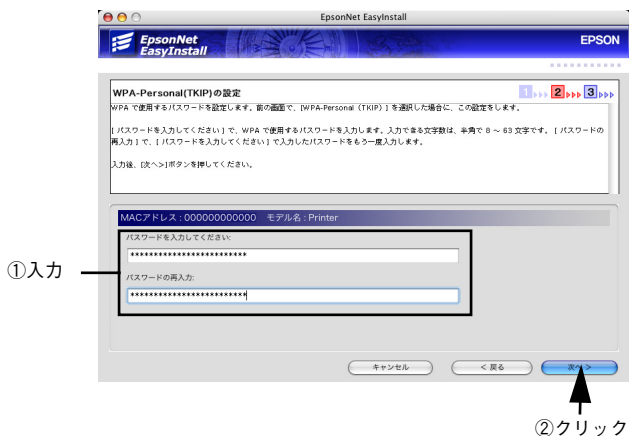 EpsonNet EasyInstall
EpsonNet
EasyInstall
EPSON
WPA-Personal(TKIP)の設定
1 2 3
WPA で使用するパスワードを設定します。前の画面で、[WPA-Personal（TKIP）] を選択した場合に、この設定をします。
[ パスワードを入力してください ] で、WPA で使用するパスワードを入力します。入力できる文字数は、半角で 8 ～ 63 文字です。 [ パスワードの
再入力 ] で、[ パスワードを入力してください ] で入力したパスワードをもう一度入力します。
入力後、[次へ>]ボタンを押してください。
MACアドレス : 000000000000 モデル名 : Printer
パスワードを入力してください:
*************************
①入力
パスワードの再入力:
*************************
キャンセル
< 戻る
次へ >
②クリック